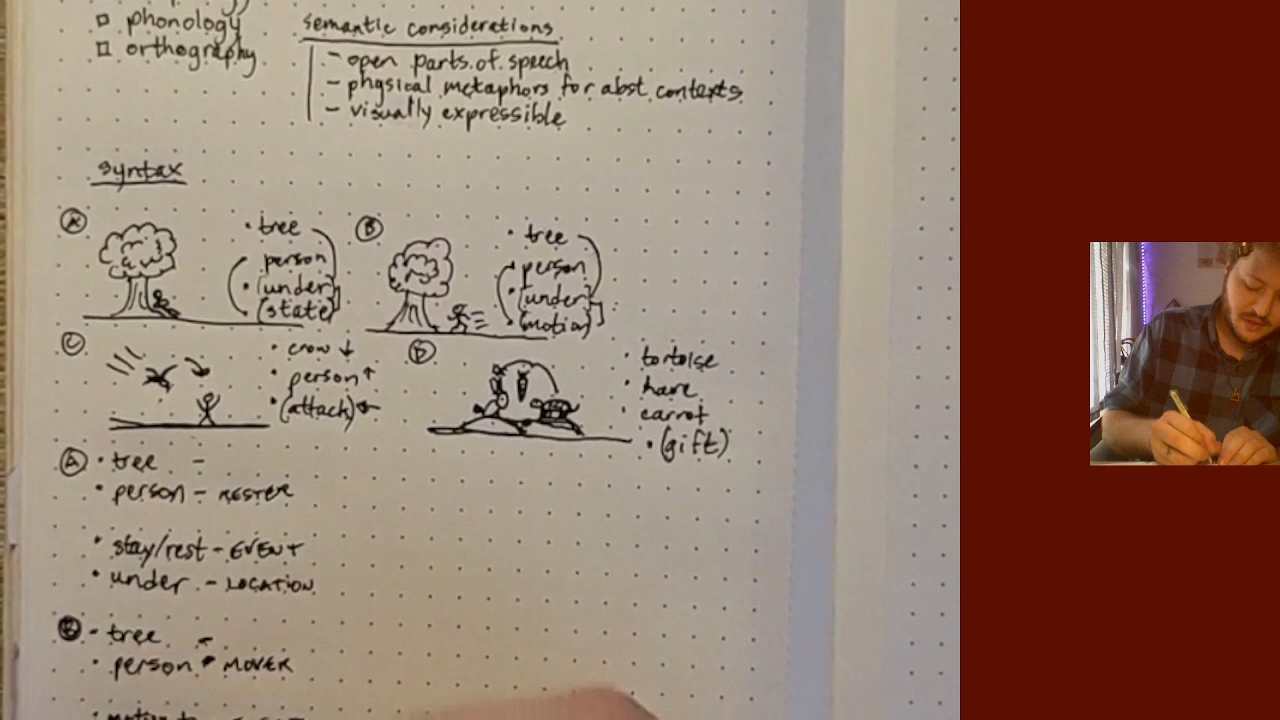 □ phonology
□ orthography
semantic considerations
- open parts of speech
- physical metaphors for abst contexts
- visually expressible
syntax
Ⓐ
• tree
person
• (under)
(state)
Ⓑ
• tree
person
• (under)
• (motion)
Ⓒ
• crow ↓
• person ↑
• (attack)
Ⓓ
• tortoise
• hare
• carrot
• (gift)
Ⓐ • tree -
• person - RESTER
• stay/rest - EVENT
• under - LOCATION
Ⓑ - tree -
• person • MOVER